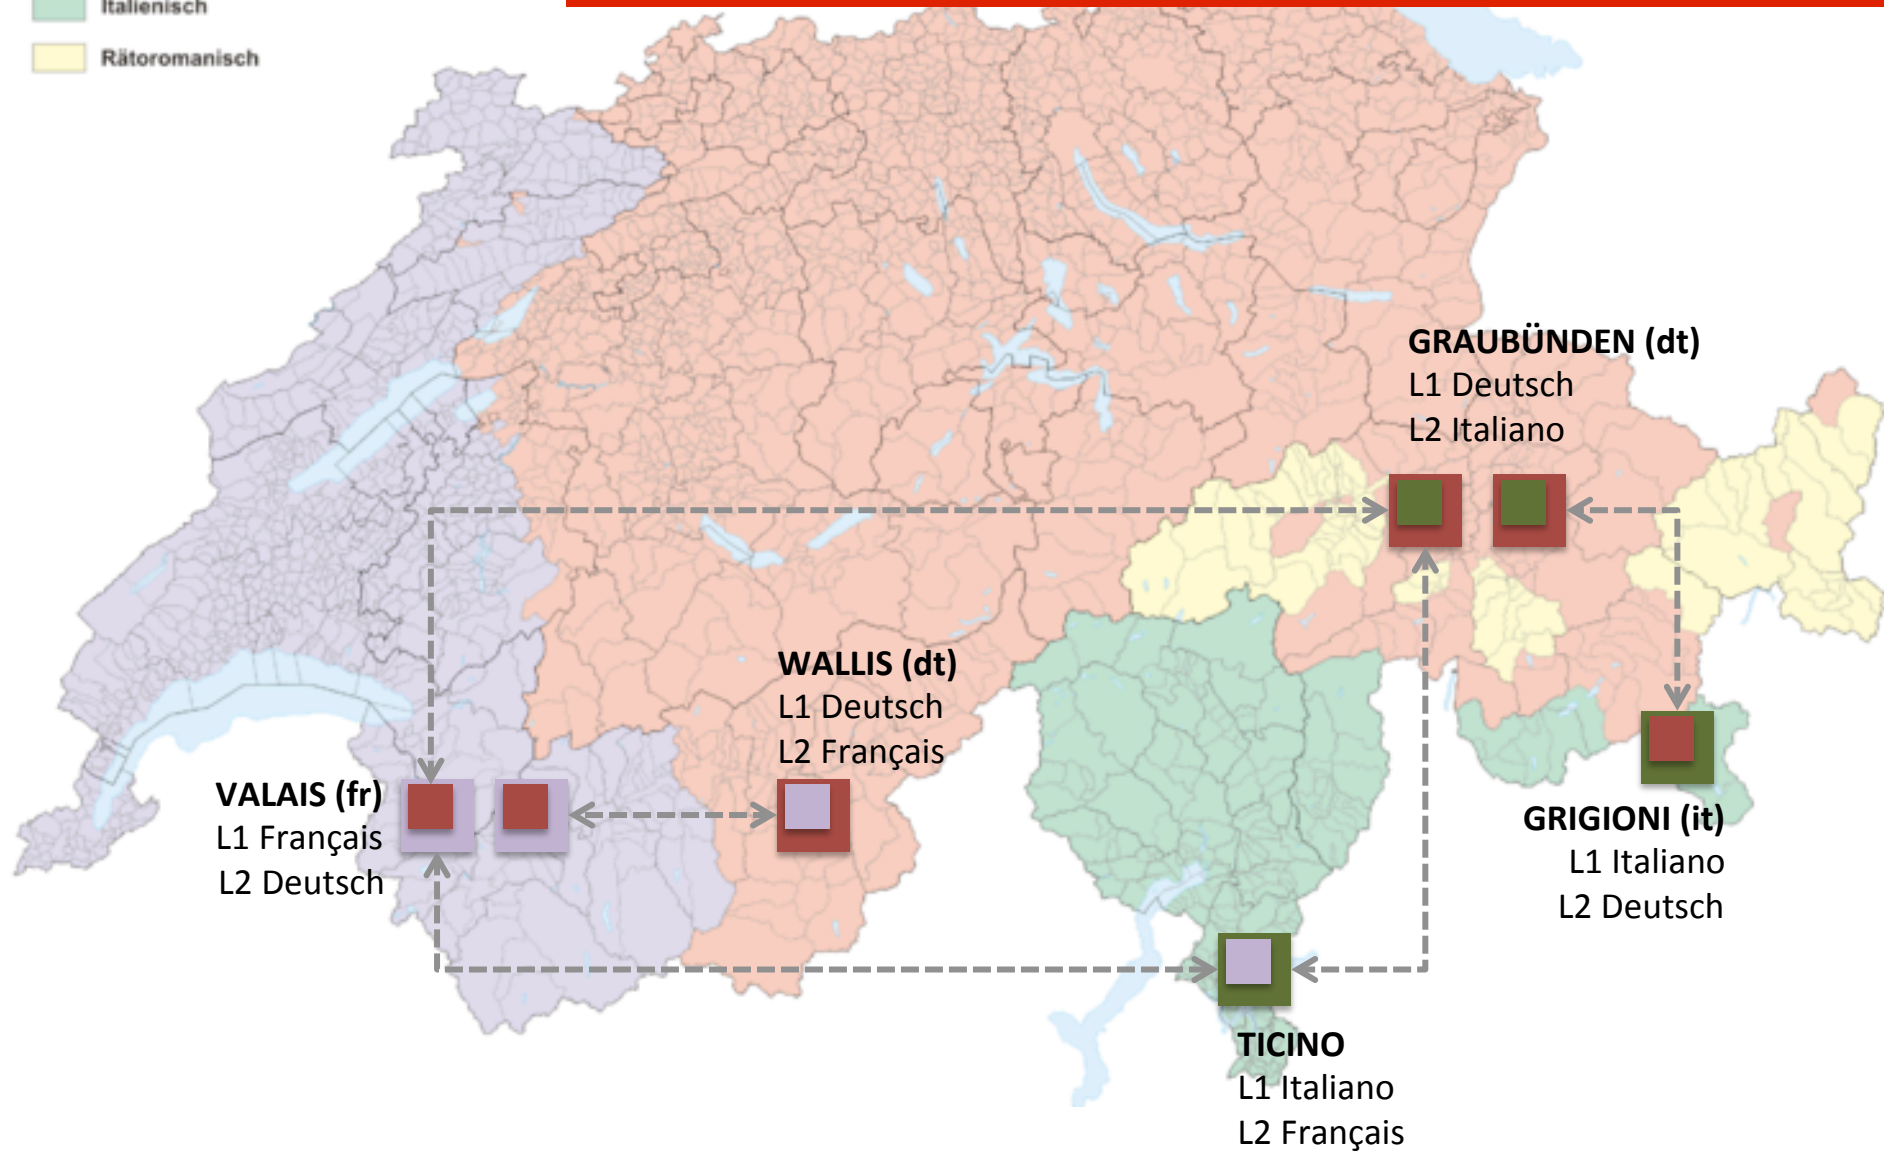 Italienisch
Rätoromanisch
GRAUBÜNDEN (dt)
L1 Deutsch
L2 Italiano
WALLIS (dt)
L1 Deutsch
L2 Français
VALAIS (fr)
L1 Français
L2 Deutsch
GRIGIONI (it)
L1 Italiano
L2 Deutsch
TICINO
L1 Italiano
L2 Français